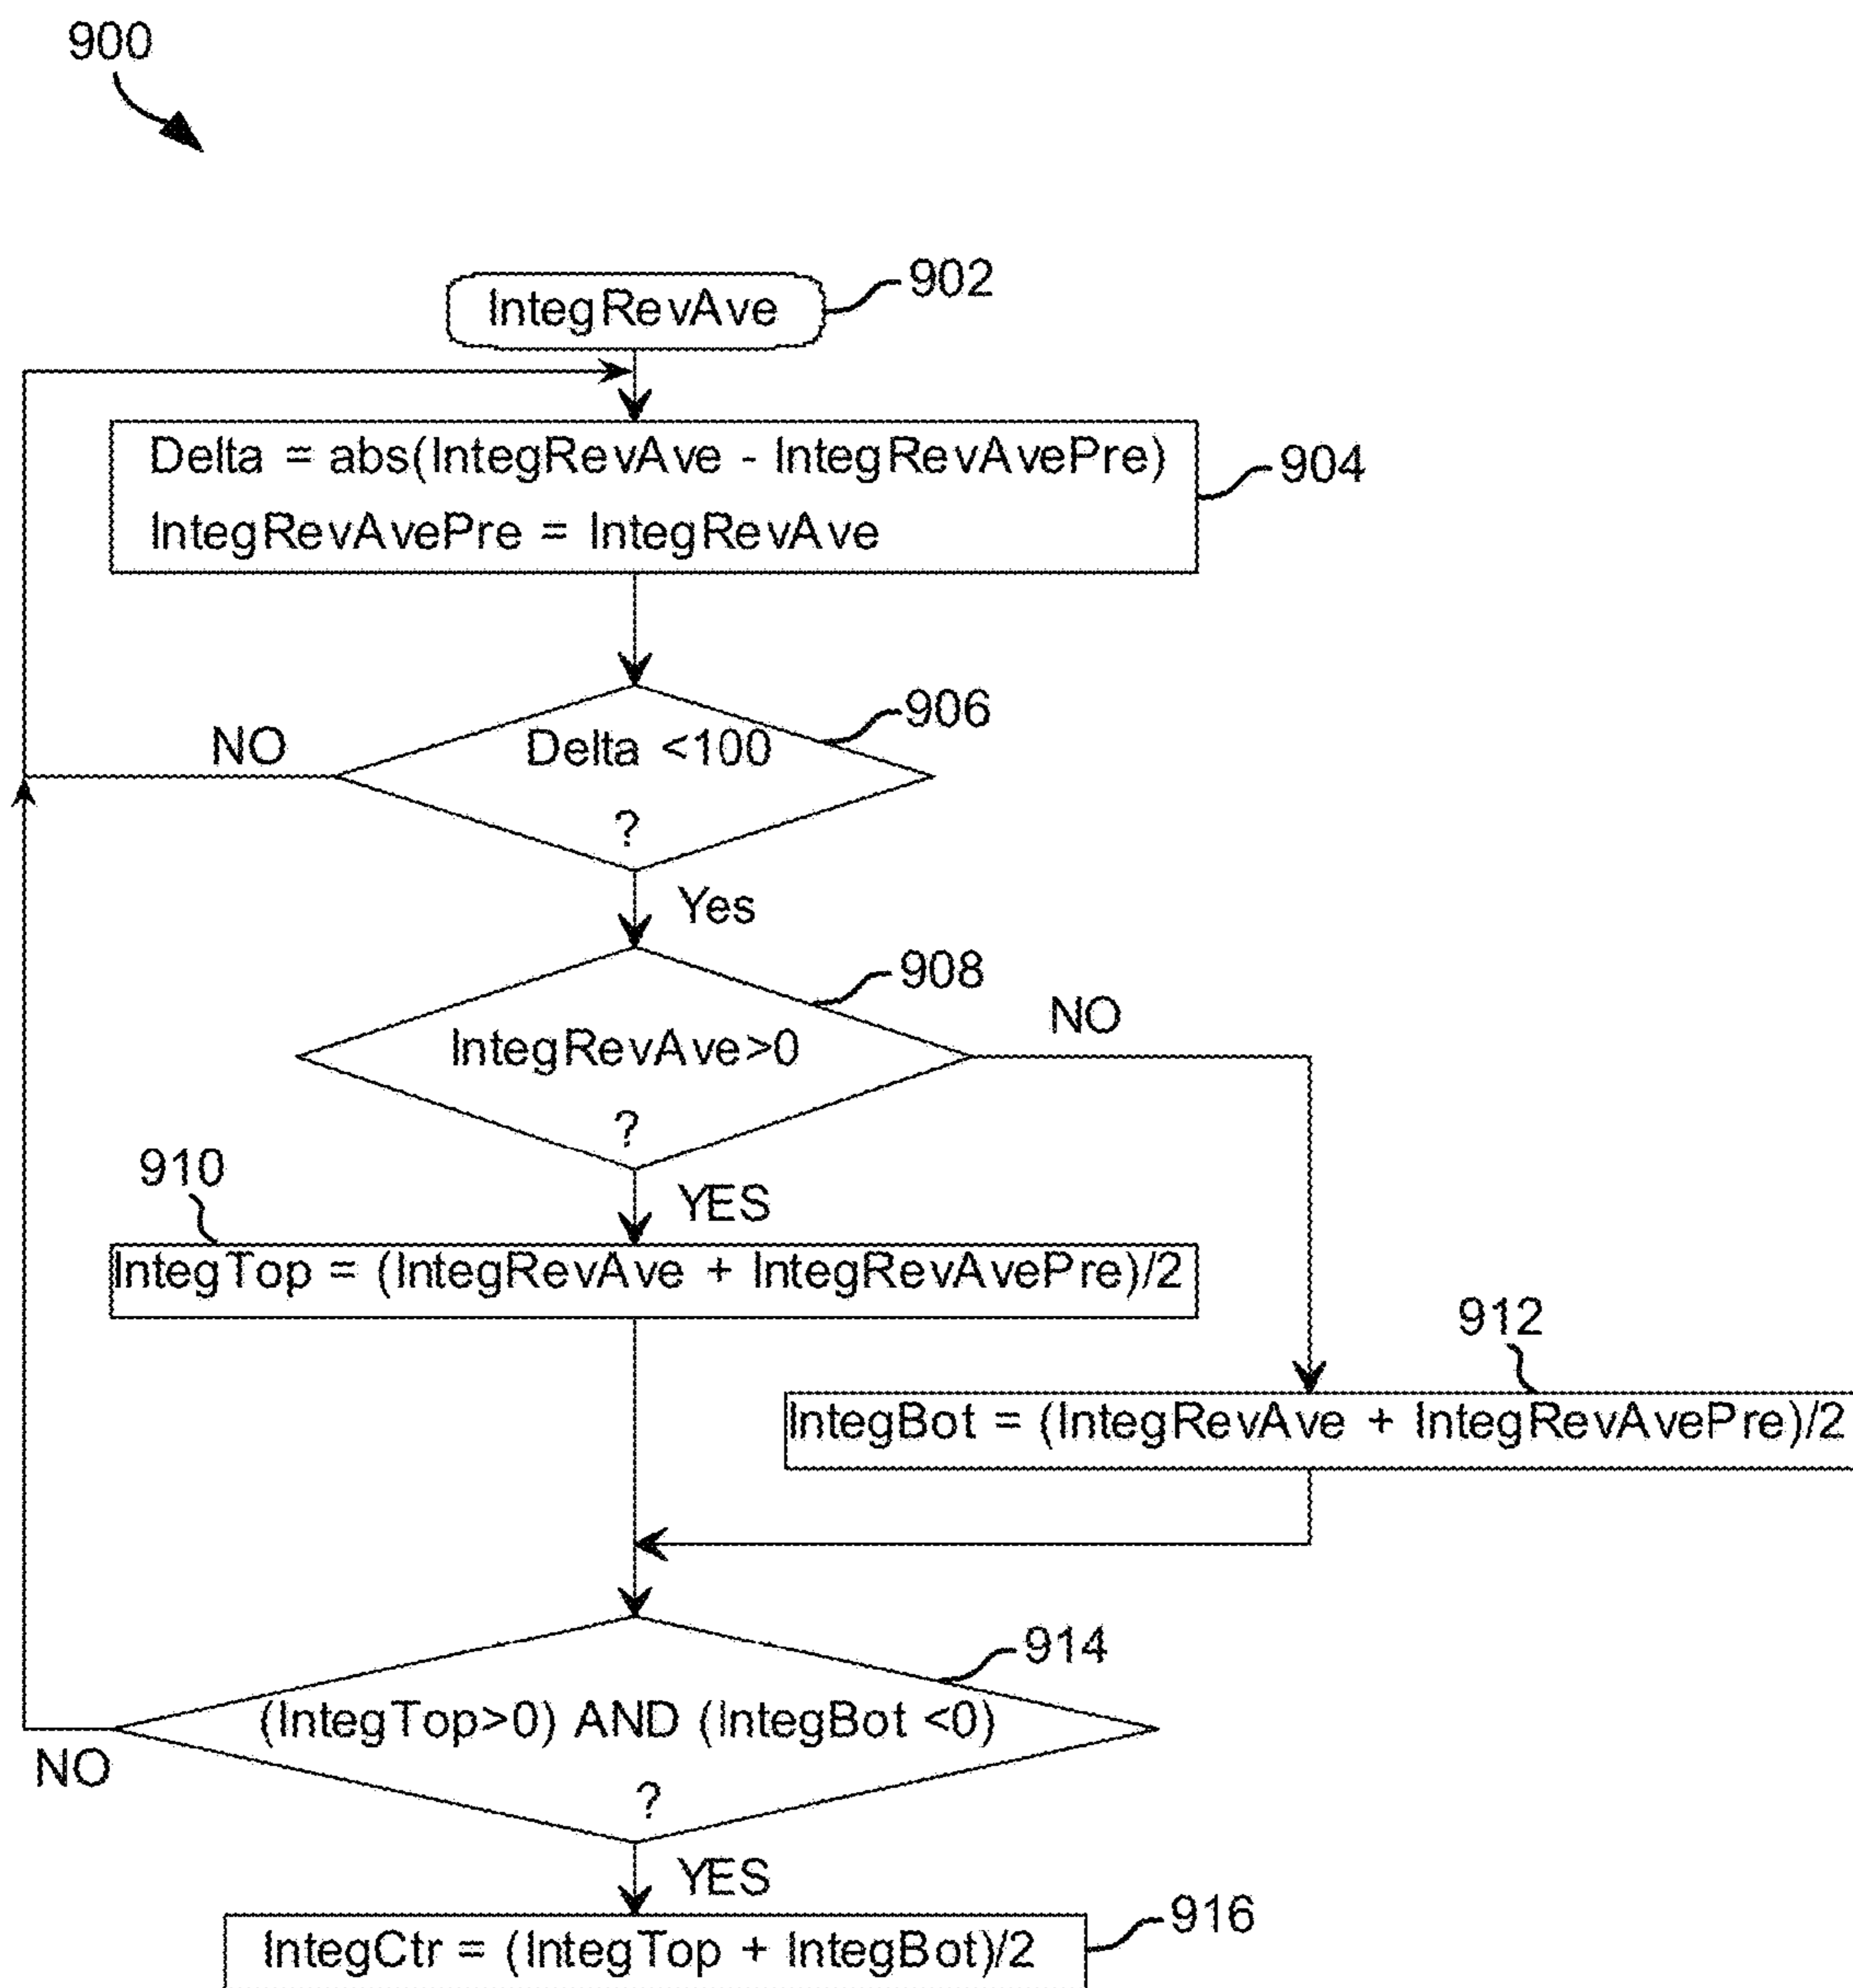 900
IntegRevAve
902
Delta = abs(IntegRevAve - IntegRevAvePre)
IntegRevAvePre = IntegRevAve
904
906
NO
Delta <100
?
Yes
908
NO
IntegRevAve>0
?
910
YES
IntegTop = (IntegRevAve + IntegRevAvePre)/2
912
IntegBot = (IntegRevAve + IntegRevAvePre)/2
914
(IntegTop>0) AND (IntegBot <0)
NO
?
YES
916
IntegCtr = (IntegTop + IntegBot)/2